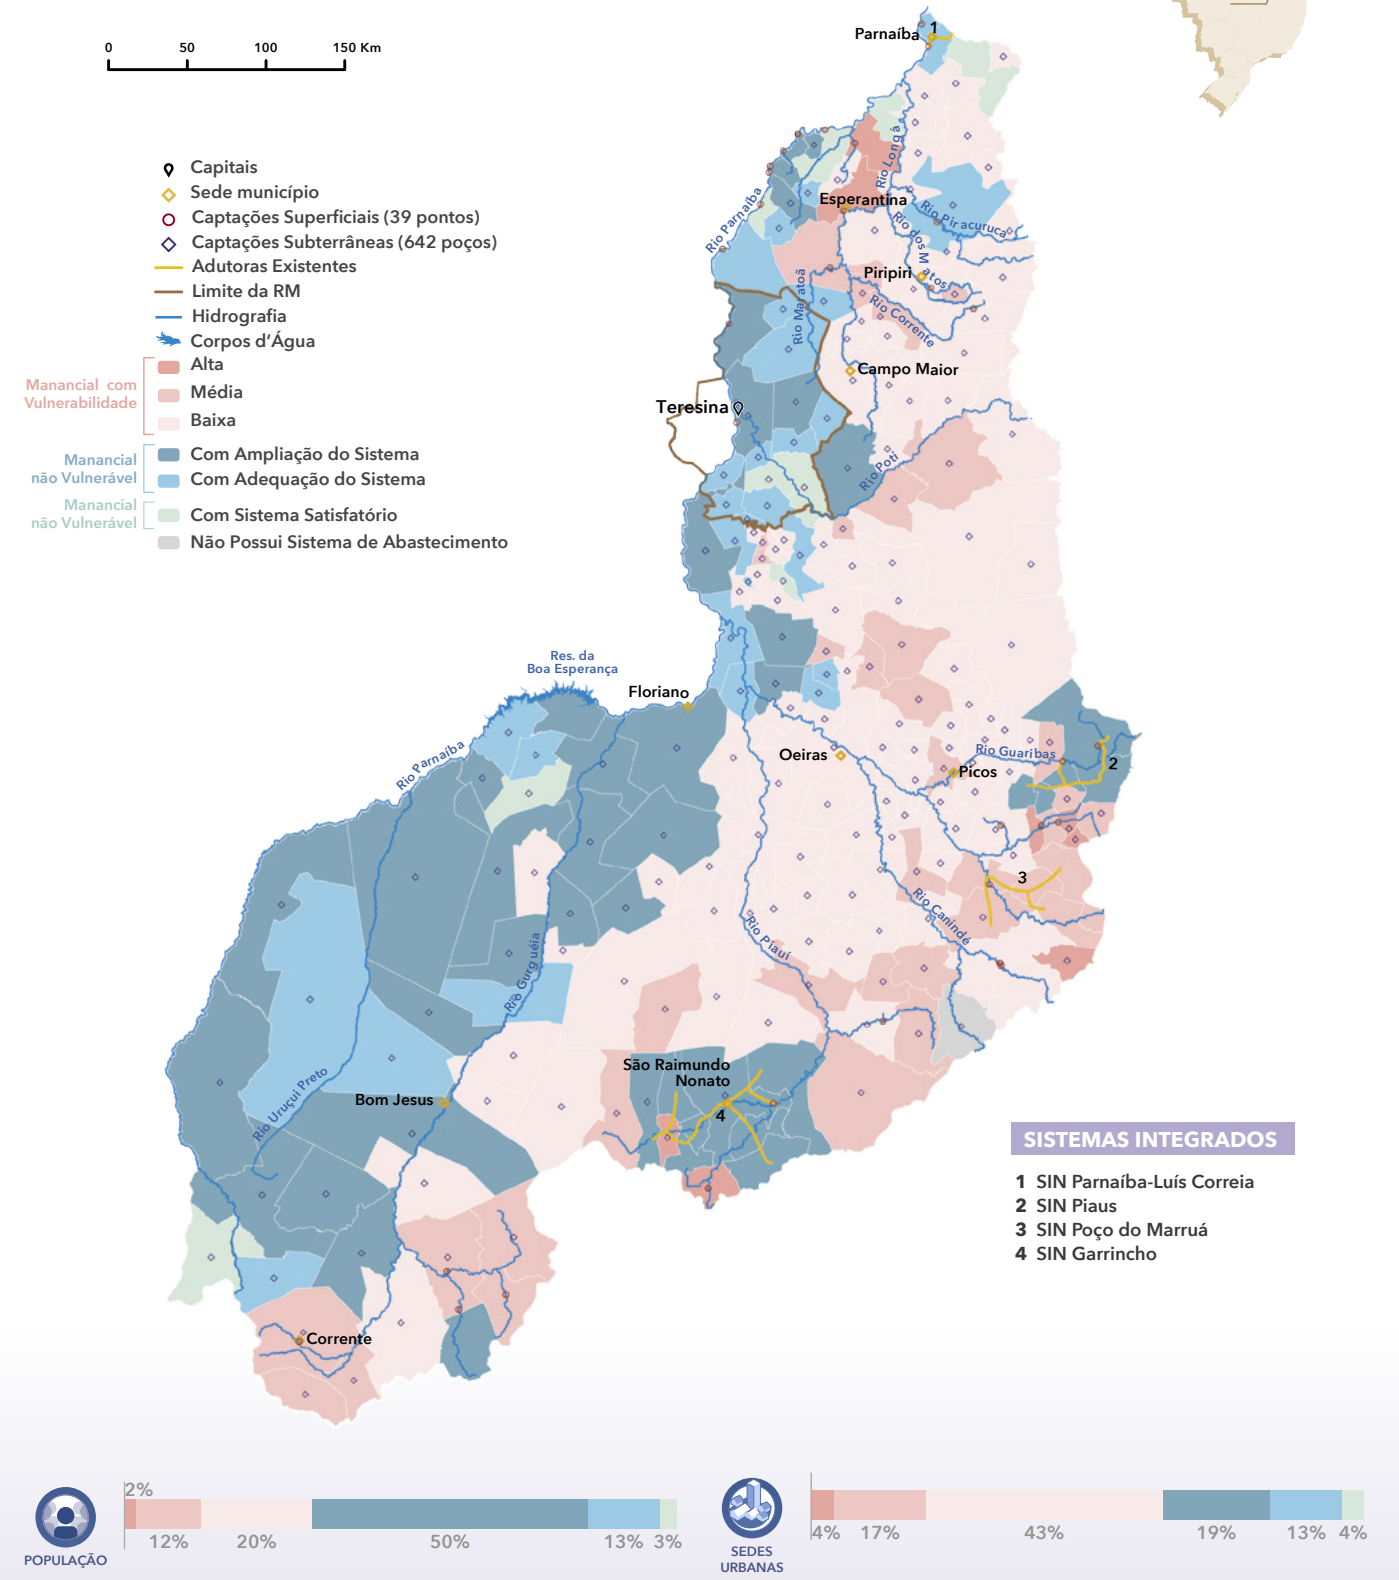 0 50 100 150 Km
Capitais
Sede município
Captações Superficiais (39 pontos)
Captações Subterrâneas (642 poços)
Adutoras Existentes
Limite da RM
Hidrografia
Corpos d'Água
Manancial com
Vulnerabilidade
Alta
Média
Baixa
Manancial
não Vulnerável
Com Ampliação do Sistema
Com Adequação do Sistema
Manancial
não Vulnerável
Com Sistema Satisfatório
Não Possui Sistema de Abastecimento
Parnaíba
1
Rio Longá
Esperantina
Rio Piracuruca
Rio Parnaíba
Rio dos Matos
Piripiri
Rio Marataoã
Rio Corrente
Campo Maior
Teresina
Rio Poti
Res. da
Boa Esperança
Floriano
Rio Parnaíba
Oeiras
Rio Guaribas
Picos
2
3
Rio Canindé
Rio Piauí
Rio Gurguéia
São Raimundo
Nonato
4
Rio Uruçui Preto
Bom Jesus
Corrente
SISTEMAS INTEGRADOS
1 SIN Parnaíba-Luís Correia
2 SIN Piaus
3 SIN Poço do Marruá
4 SIN Garrincho
POPULAÇÃO
2%
12% 20% 50% 13% 3%
SEDES
URBANAS
4% 17% 43% 19% 13% 4%